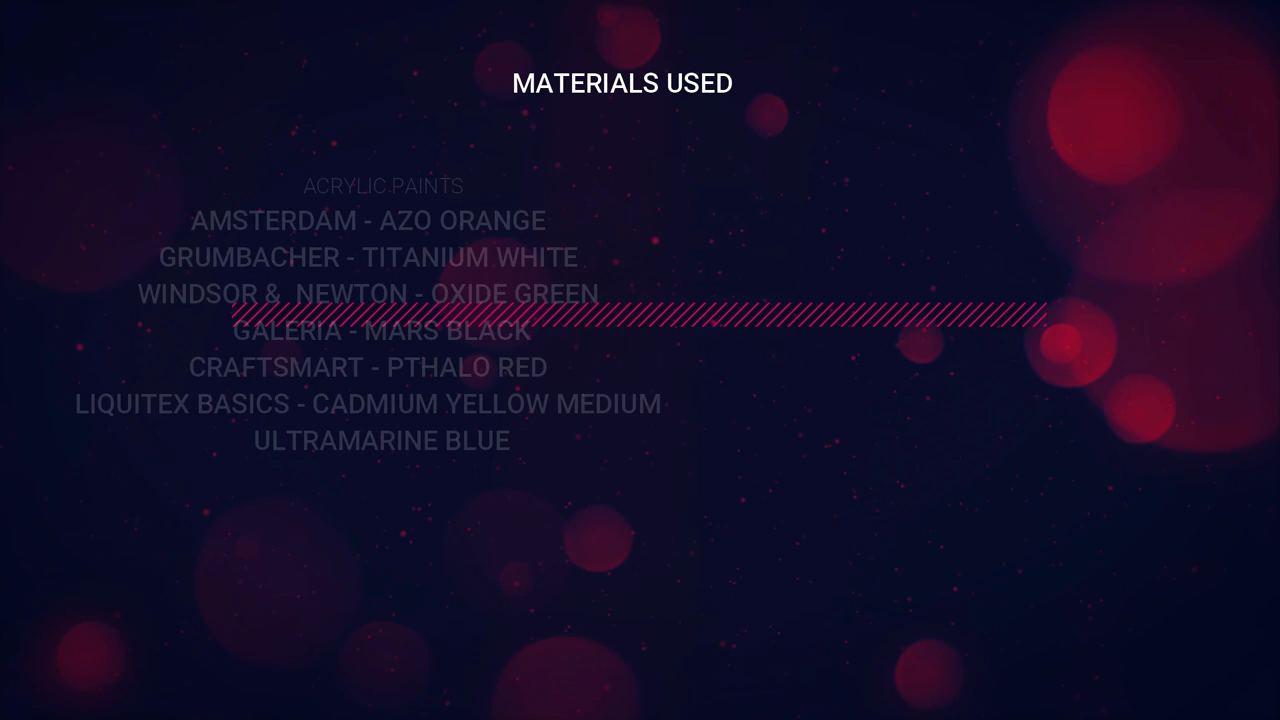 MATERIALS USED
ACRYLIC PAINTS
AMSTERDAM - AZO ORANGE
GRUMBACHER - TITANIUM WHITE
WINDSOR &  NEWTON - OXIDE GREEN
GALERIA - MARS BLACK
CRAFTSMART - PTHALO RED
LIQUITEX BASICS - CADMIUM YELLOW MEDIUM
ULTRAMARINE BLUE